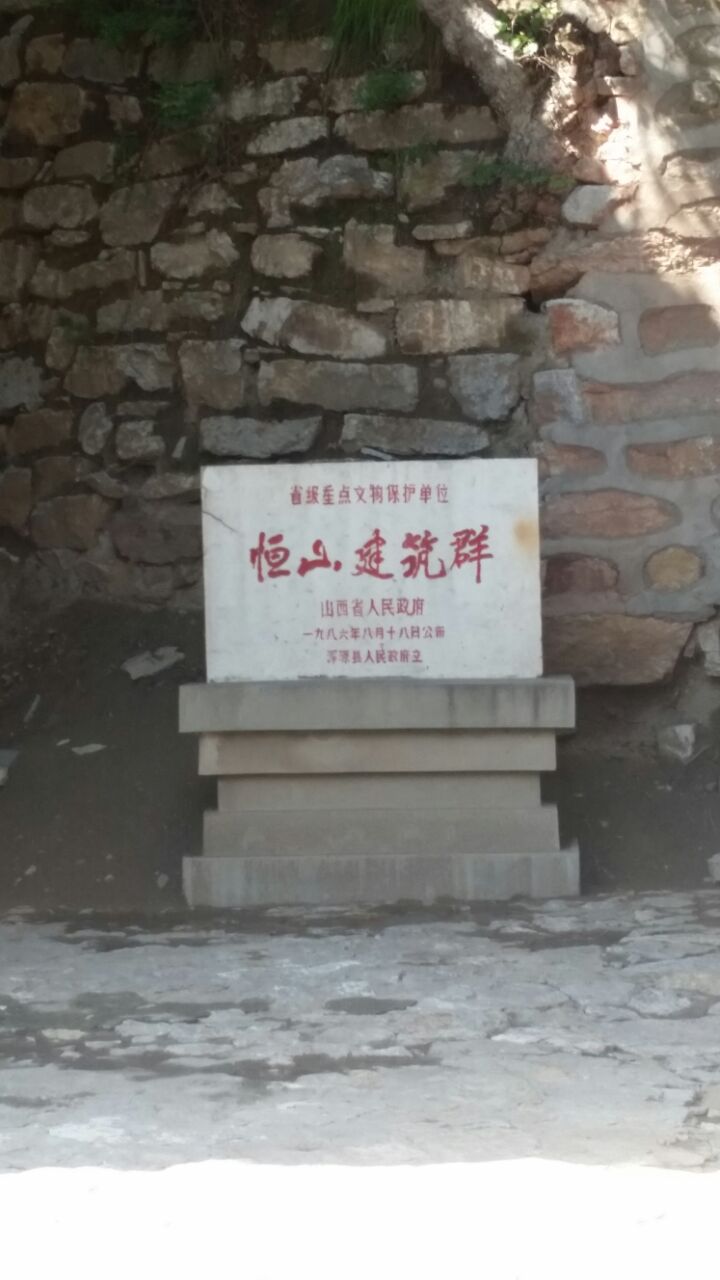 省级重点文物保护单位
恒山建筑群
山西省人民政府
一九八六年八月十八日公布
浑源县人民政府立